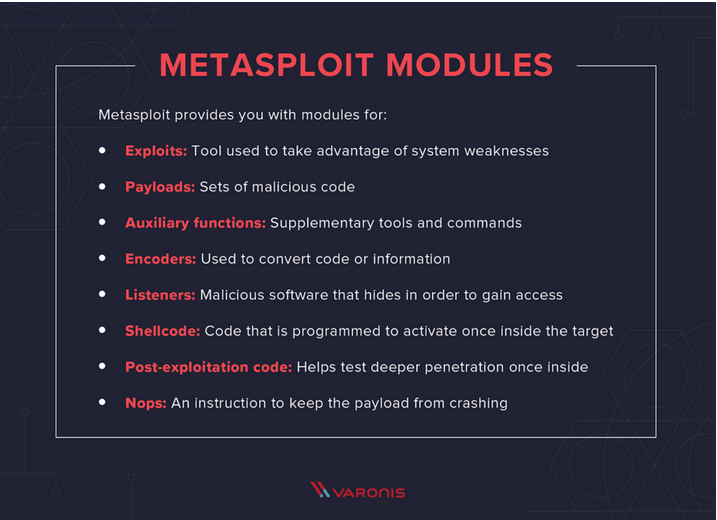 METASPLOIT MODULES
Metasploit provides you with modules for:
• Exploits: Tool used to take advantage of system weaknesses
• Payloads: Sets of malicious code
• Auxiliary functions: Supplementary tools and commands
• Encoders: Used to convert code or information
• Listeners: Malicious software that hides in order to gain access
• Shellcode: Code that is programmed to activate once inside the target
• Post-exploitation code: Helps test deeper penetration once inside
• Nops: An instruction to keep the payload from crashing
VARONIS